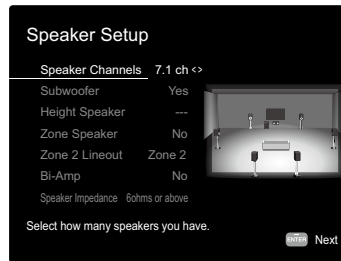 Speaker Setup
Speaker Channels 7.1 ch <>
Subwoofer Yes
Height Speaker ---
Zone Speaker No
Zone 2 Lineout Zone 2
Bi-Amp No
Speaker Impedance 6ohms or above
Select how many speakers you have.
ENTER Next